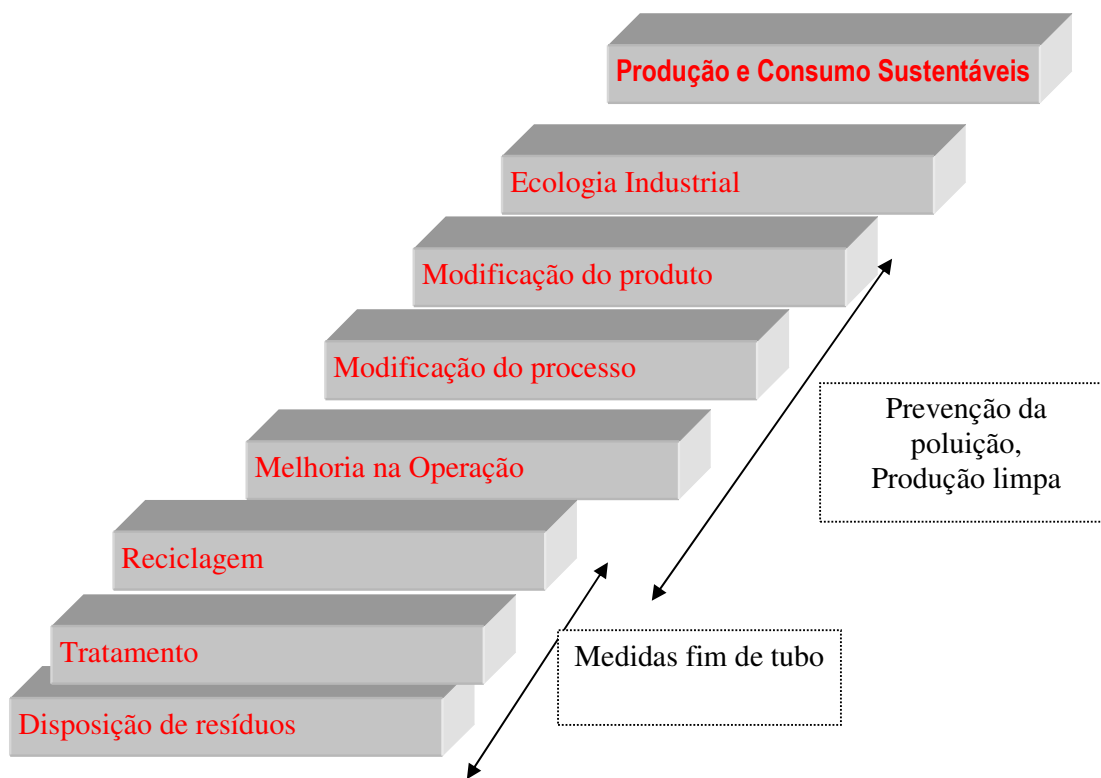 Produção e Consumo Sustentáveis
Ecologia Industrial
Modificação do produto
Modificação do processo
Prevenção da
poluição,
Produção limpa
Melhoria na Operação
Reciclagem
Tratamento
Medidas fim de tubo
Disposição de resíduos